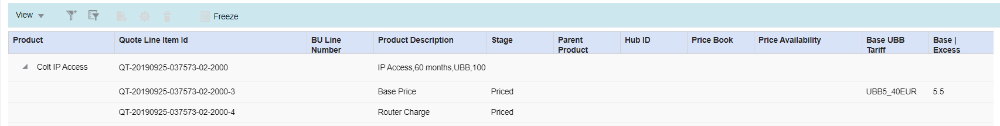 View
Freeze
Product Quote Line Item Id BU Line Number Product Description Stage Parent Product Hub ID Price Book Price Availability Base UBB Tariff Base | Excess
Colt IP Access QT-20190925-037573-02-2000 IP Access,60 months,UBB,100
QT-20190925-037573-02-2000-3 Base Price Priced UBB5_40EUR 5.5
QT-20190925-037573-02-2000-4 Router Charge Priced